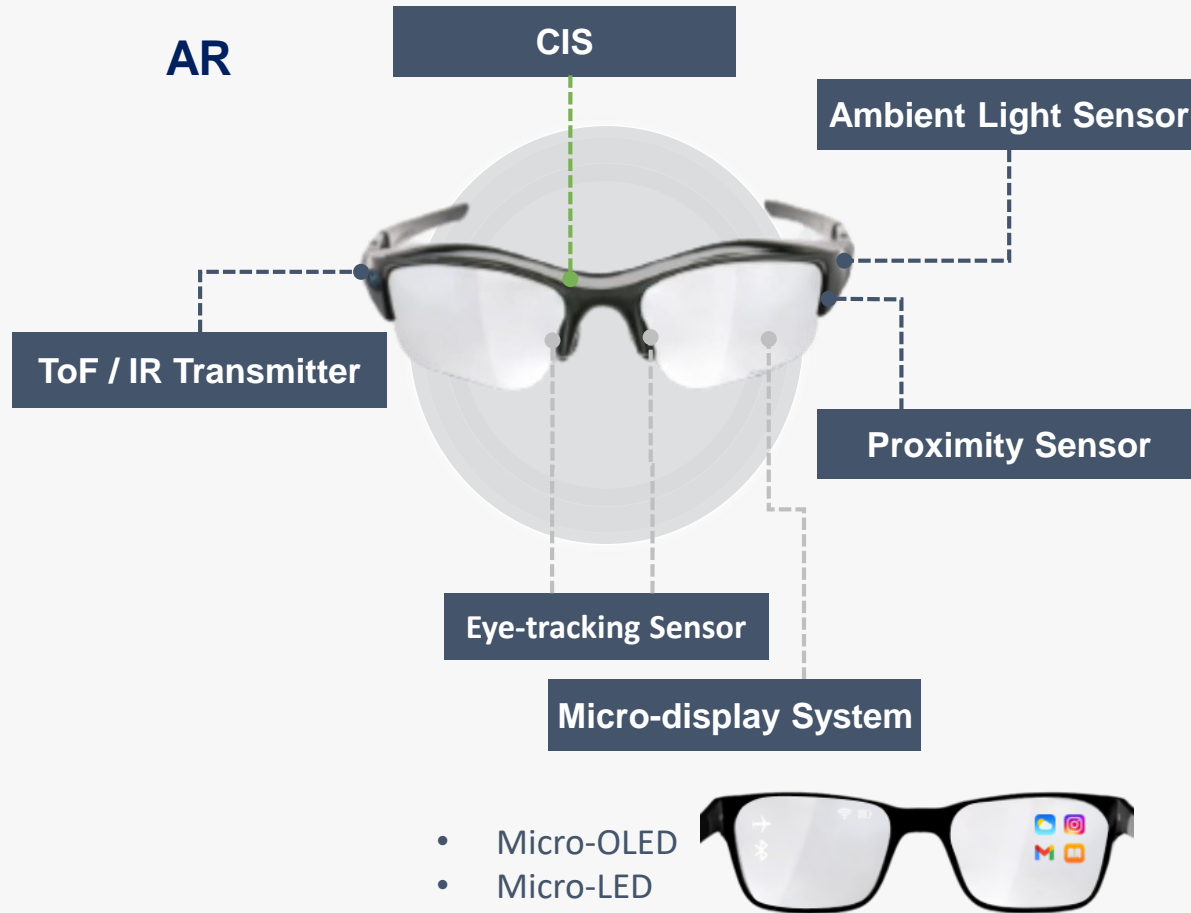 AR
CIS
Ambient Light Sensor
ToF / IR Transmitter
Proximity Sensor
Eye-tracking Sensor
Micro-display System
• Micro-OLED
• Micro-LED